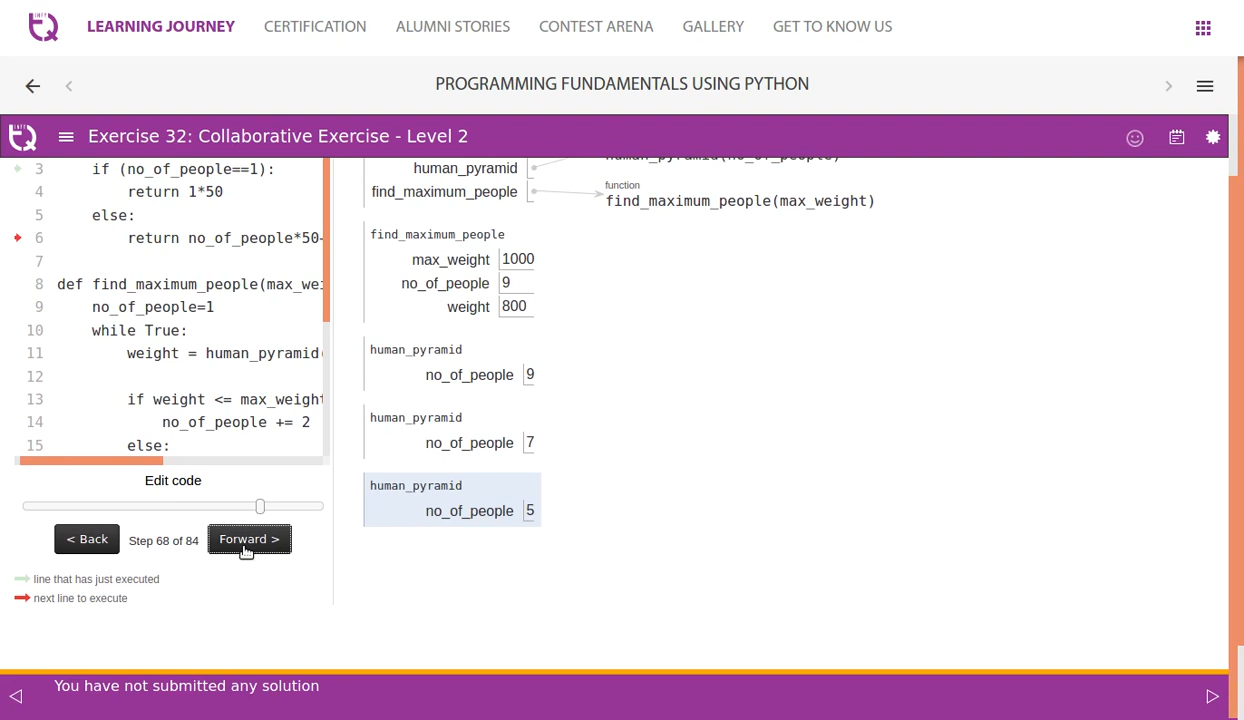 INFY TQ
LEARNING JOURNEY CERTIFICATION ALUMNI STORIES CONTEST ARENA GALLERY GET TO KNOW US
PROGRAMMING FUNDAMENTALS USING PYTHON
Exercise 32: Collaborative Exercise - Level 2
3 if (no_of_people==1):
4 return 1*50
5 else:
6 return no_of_people*50
7
8 def find_maximum_people(max_wei
9 no_of_people=1
10 while True:
11 weight = human_pyramid(
12
13 if weight <= max_weight
14 no_of_people += 2
15 else:
Edit code
< Back Step 68 of 84 Forward >
line that has just executed
next line to execute
human_pyramid
human_pyramid(no_of_people)
find_maximum_people
function
find_maximum_people(max_weight)
find_maximum_people
max_weight 1000
no_of_people 9
weight 800
human_pyramid
no_of_people 9
human_pyramid
no_of_people 7
human_pyramid
no_of_people 5
You have not submitted any solution